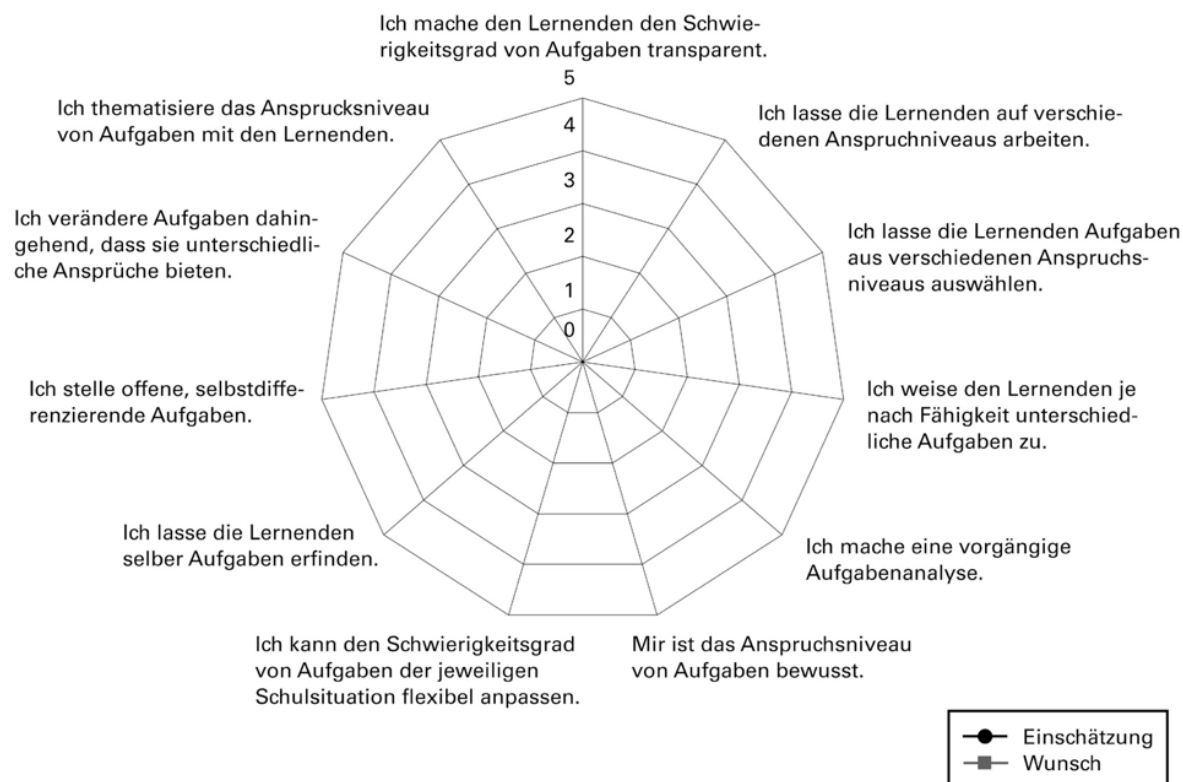 Ich mache den Lernenden den Schwie-
rigkeitsgrad von Aufgaben transparent.
5
4
3
2
1
0
Ich lasse die Lernenden auf verschie-
denen Anspruchniveaus arbeiten.
Ich lasse die Lernenden Aufgaben
aus verschiedenen Anspruchs-
niveaus auswählen.
Ich weise den Lernenden je
nach Fähigkeit unterschied-
liche Aufgaben zu.
Ich mache eine vorgängige
Aufgabenanalyse.
Mir ist das Anspruchsniveau
von Aufgaben bewusst.
Ich kann den Schwierigkeitsgrad
von Aufgaben der jeweiligen
Schulsituation flexibel anpassen.
Ich lasse die Lernenden
selber Aufgaben erfinden.
Ich stelle offene, selbstdiffe-
renzierende Aufgaben.
Ich verändere Aufgaben dahin-
gehend, dass sie unterschiedli-
che Ansprüche bieten.
Ich thematisiere das Ansprucksniveau
von Aufgaben mit den Lernenden.
Einschätzung
Wunsch